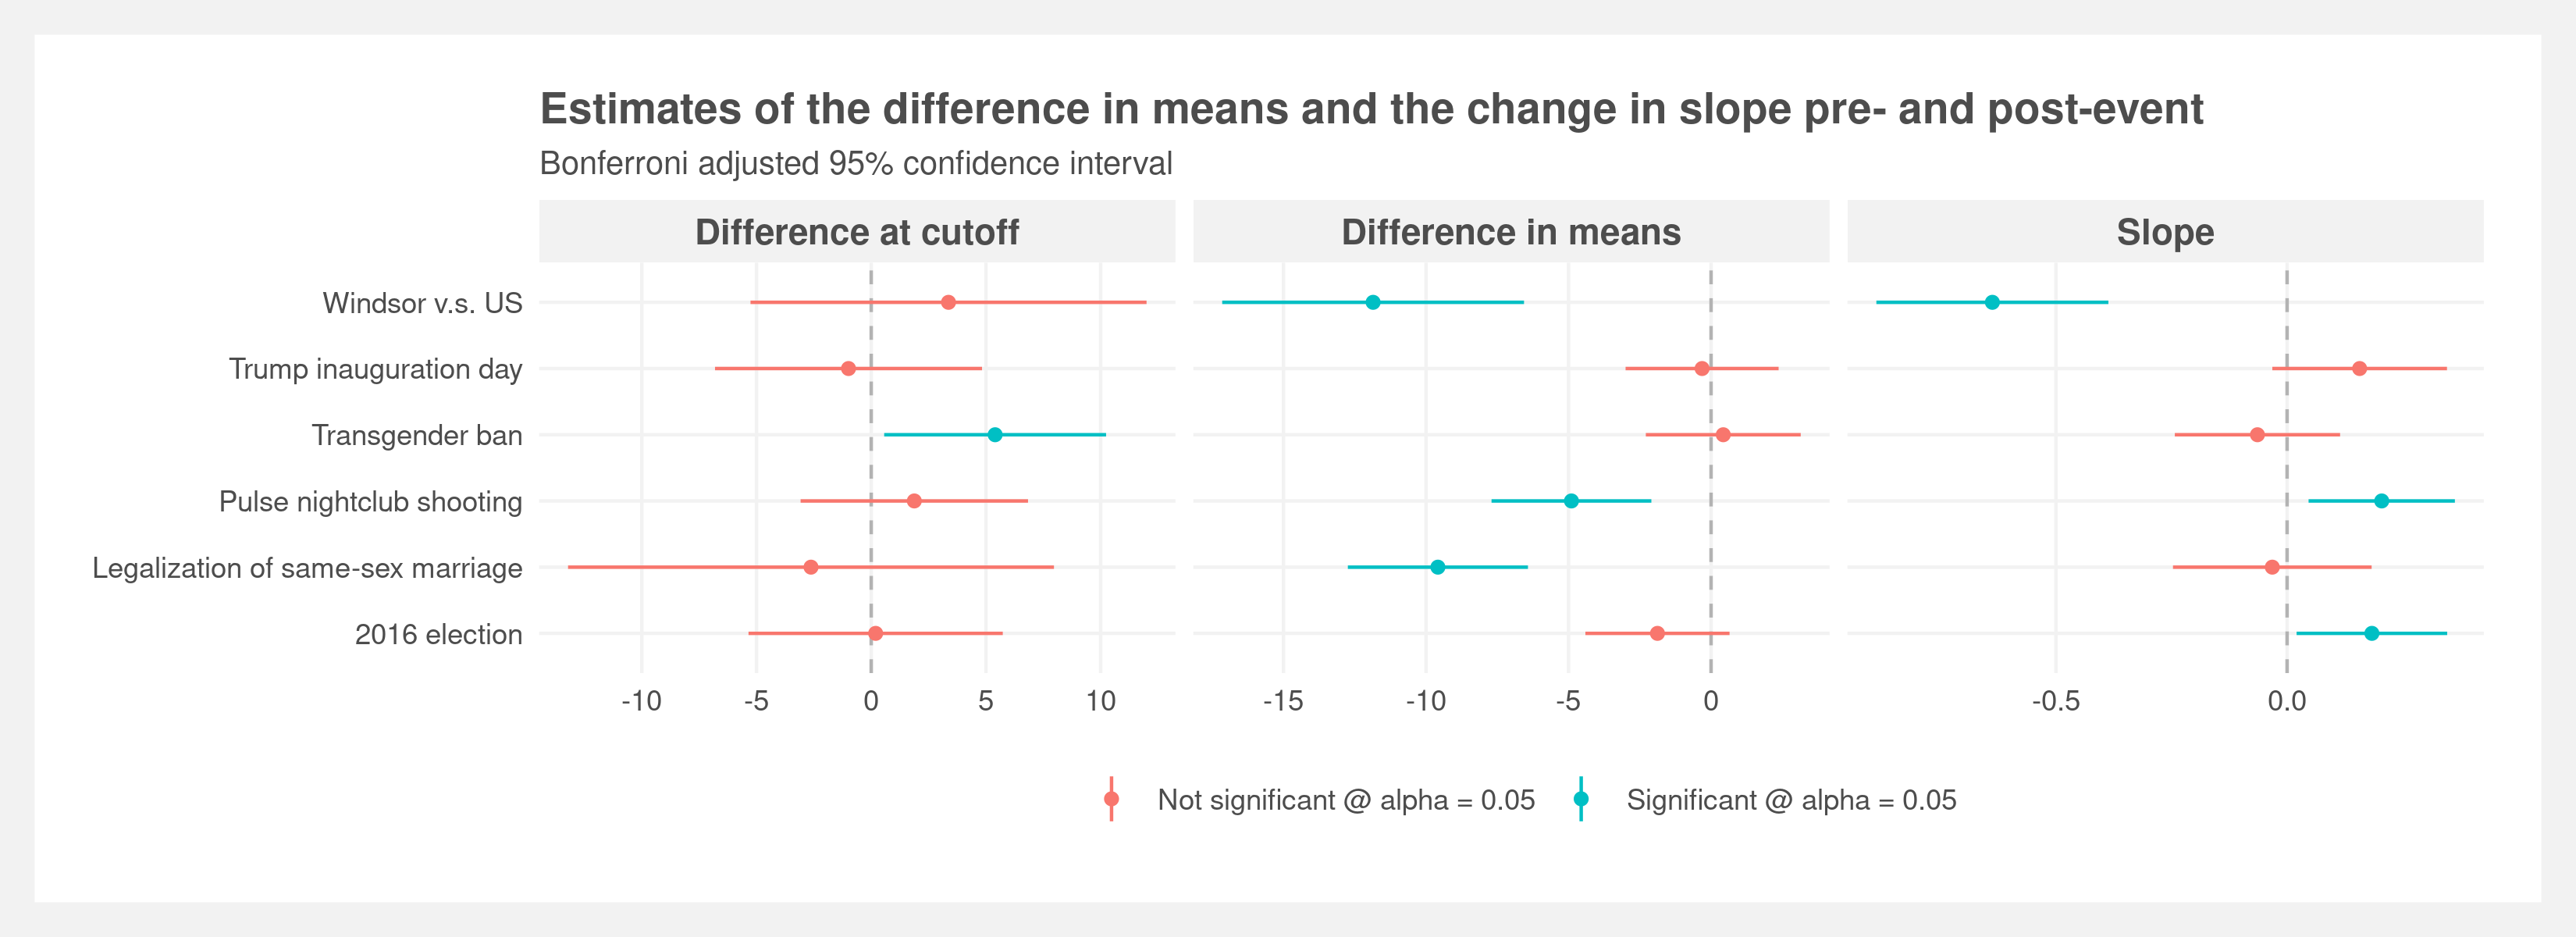 Estimates of the difference in means and the change in slope pre- and post-event
Bonferroni adjusted 95% confidence interval
Difference at cutoff
Difference in means
Slope
Windsor v.s. US
Trump inauguration day
Transgender ban
Pulse nightclub shooting
Legalization of same-sex marriage
2016 election
-10 -5 0 5 10
-15 -10 -5 0
-0.5 0.0
Not significant @ alpha = 0.05
Significant @ alpha = 0.05